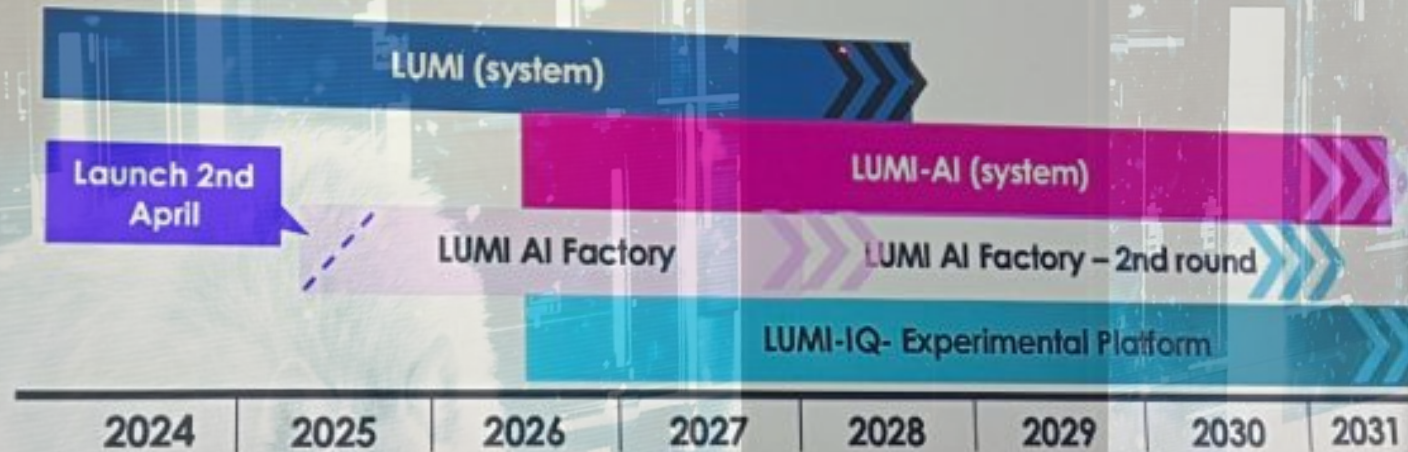 LUMI (system)
Launch 2nd
April
LUMI-AI (system)
LUMI AI Factory
LUMI AI Factory – 2nd round
LUMI-IQ- Experimental Platform
2024 2025 2026 2027 2028 2029 2030 2031